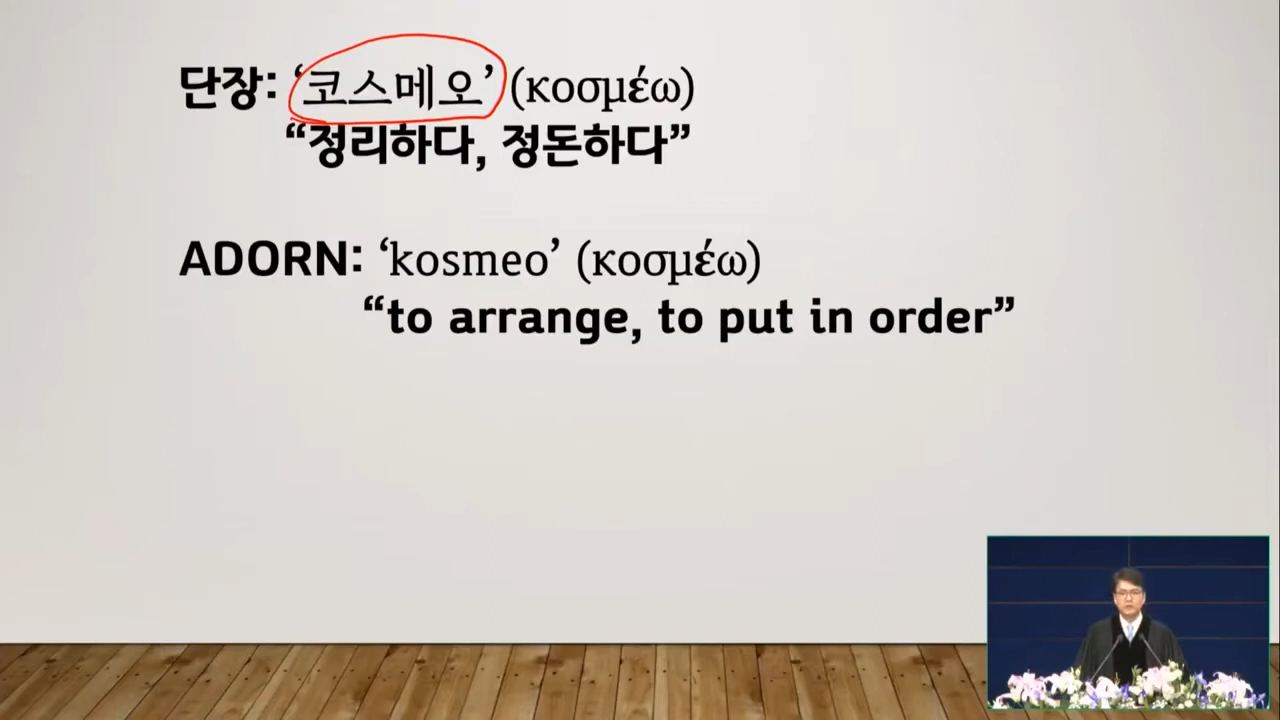 단장: ‘코스메오’ (κοσμέω)
“정리하다, 정돈하다”
ADORN: ‘kosmeo’ (κοσμέω)
“to arrange, to put in order”